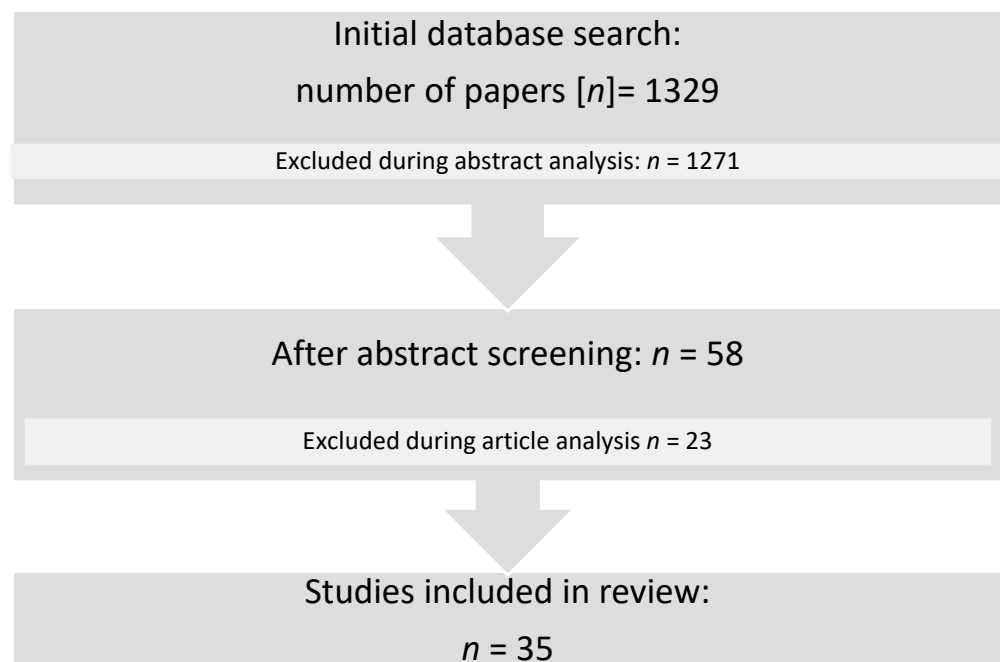 Initial database search:
number of papers [n]= 1329
Excluded during abstract analysis: n = 1271
After abstract screening: n = 58
Excluded during article analysis n = 23
Studies included in review:
n = 35